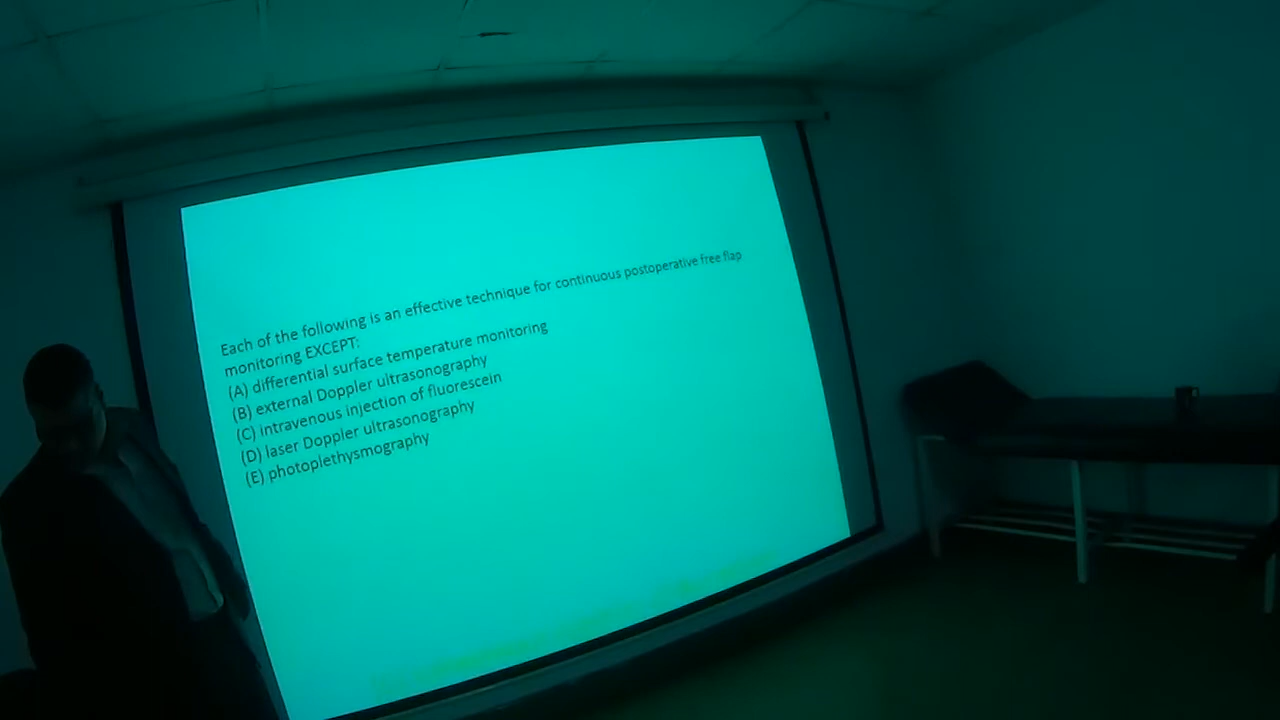 Each of the following is an effective technique for continuous postoperative free flap
monitoring EXCEPT:
(A) differential surface temperature monitoring
(B) external Doppler ultrasonography
(C) intravenous injection of fluorescein
(D) laser Doppler ultrasonography
(E) photoplethysmography